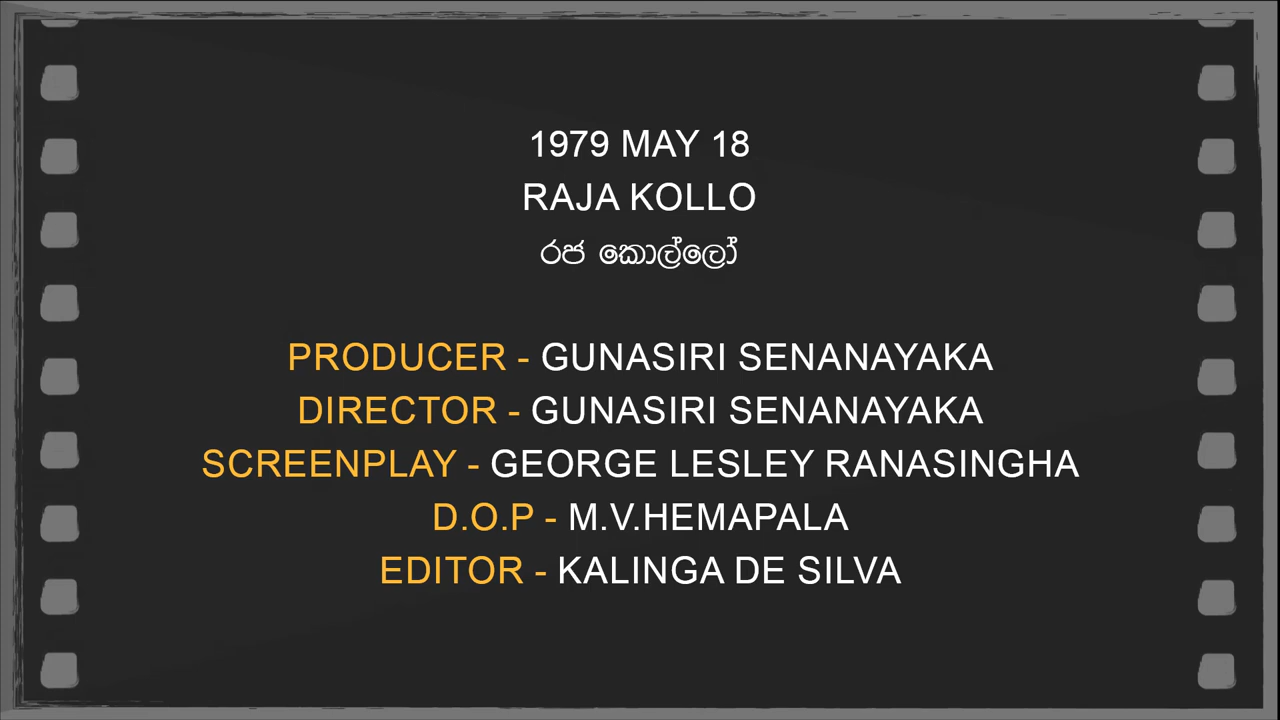 1979 MAY 18
RAJA KOLLO
රජ කොල්ලෝ
PRODUCER - GUNASIRI SENANAYAKA
DIRECTOR - GUNASIRI SENANAYAKA
SCREENPLAY - GEORGE LESLEY RANASINGHA
D.O.P - M.V.HEMAPALA
EDITOR - KALINGA DE SILVA